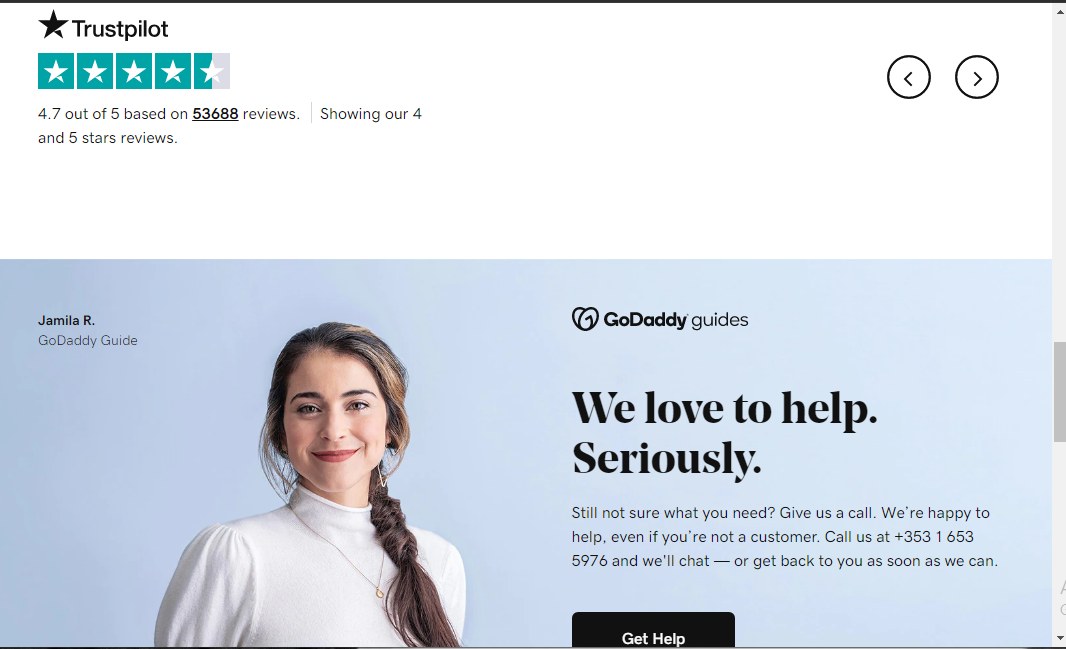 Trustpilot
4.7 out of 5 based on 53688 reviews. Showing our 4
and 5 stars reviews.
Jamila R.
GoDaddy Guide
GoDaddy guides
We love to help.
Seriously.
Still not sure what you need? Give us a call. We're happy to
help, even if you're not a customer. Call us at +353 1 653
5976 and we'll chat — or get back to you as soon as we can.
Get Help